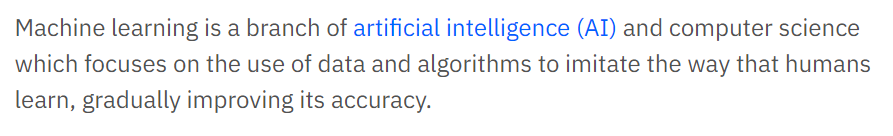 Machine learning is a branch of artificial intelligence (AI) and computer science
which focuses on the use of data and algorithms to imitate the way that humans
learn, gradually improving its accuracy.